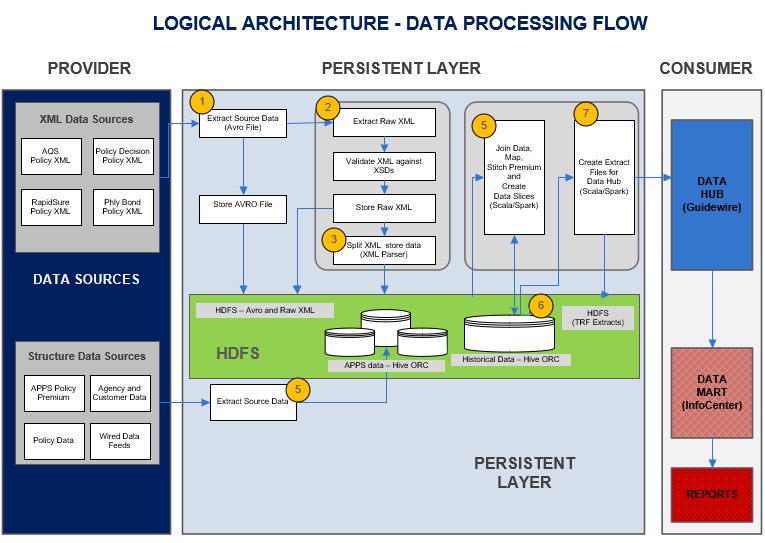 LOGICAL ARCHITECTURE - DATA PROCESSING FLOW
PROVIDER
PERSISTENT LAYER
CONSUMER
XML Data Sources
AQS
Policy XML
Policy Decision
Policy XML
RapidSure
Policy XML
Phly Bond
Policy XML
DATA SOURCES
Structure Data Sources
APPS Policy
Premium
Agency and
Customer Data
Policy Data
Wired Data
Feeds
1
Extract Source Data
(Avro File)
Store AVRO File
2
Extract Raw XML
Validate XML against
XSDs
Store Raw XML
3
Split XML store data
(XML Parser)
5
Join Data,
Map,
Stitch Premium
and
Create
Data Slices
(Scala/Spark)
7
Create Extract
Files for
Data Hub
(Scala/Spark)
HDFS – Avro and Raw XML
HDFS
APPS data – Hive ORC
6
Historical Data – Hive ORC
HDFS
(TRF Extracts)
5
Extract Source Data
PERSISTENT
LAYER
DATA
HUB
(Guidewire)
DATA
MART
(InfoCenter)
REPORTS